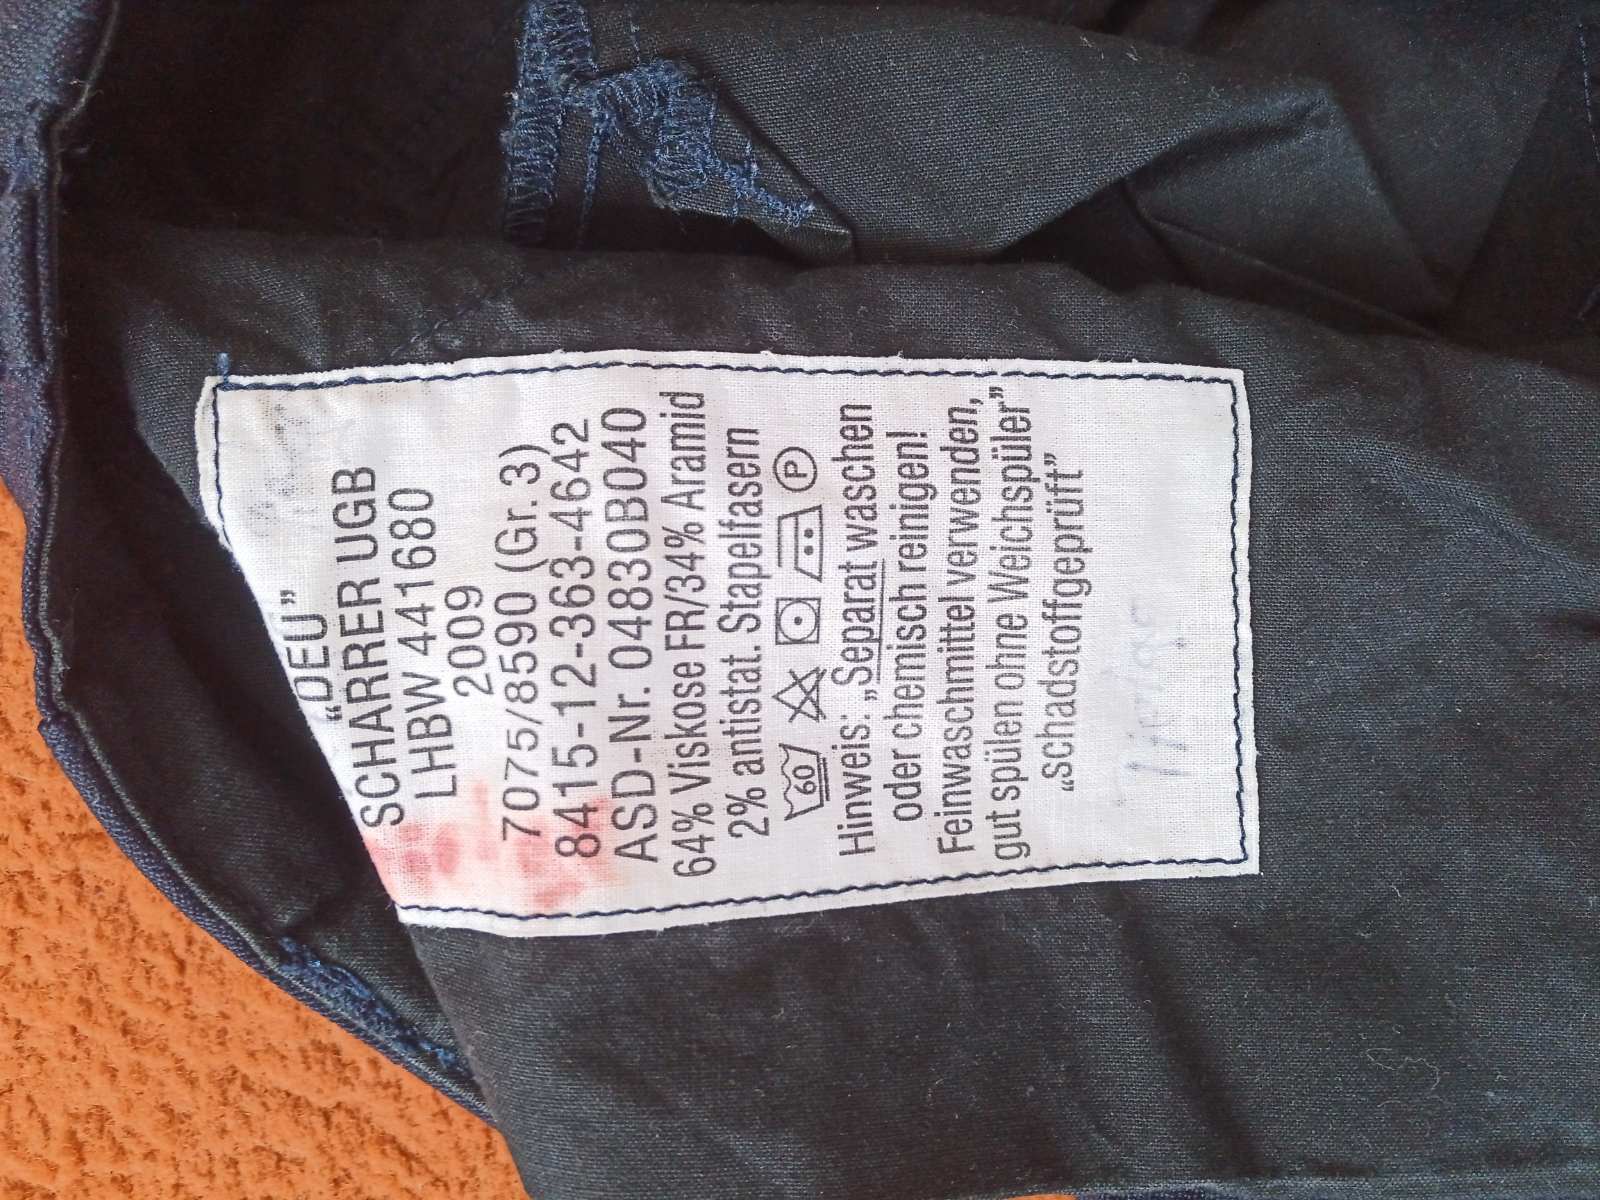 “DEU”
SCHARRER UGB
LHBW 441680
2009
7075/8590 (Gr. 3)
8415-12-363-4642
ASD-Nr. 04830B040
64% Viskose FR/34% Aramid
2% antistat. Stapelfasern
60 P
Hinweis: „Separat waschen
oder chemisch reinigen!
Feinwaschmittel verwenden,
gut spülen ohne Weichspüler”
“schadstoffgeprüft”